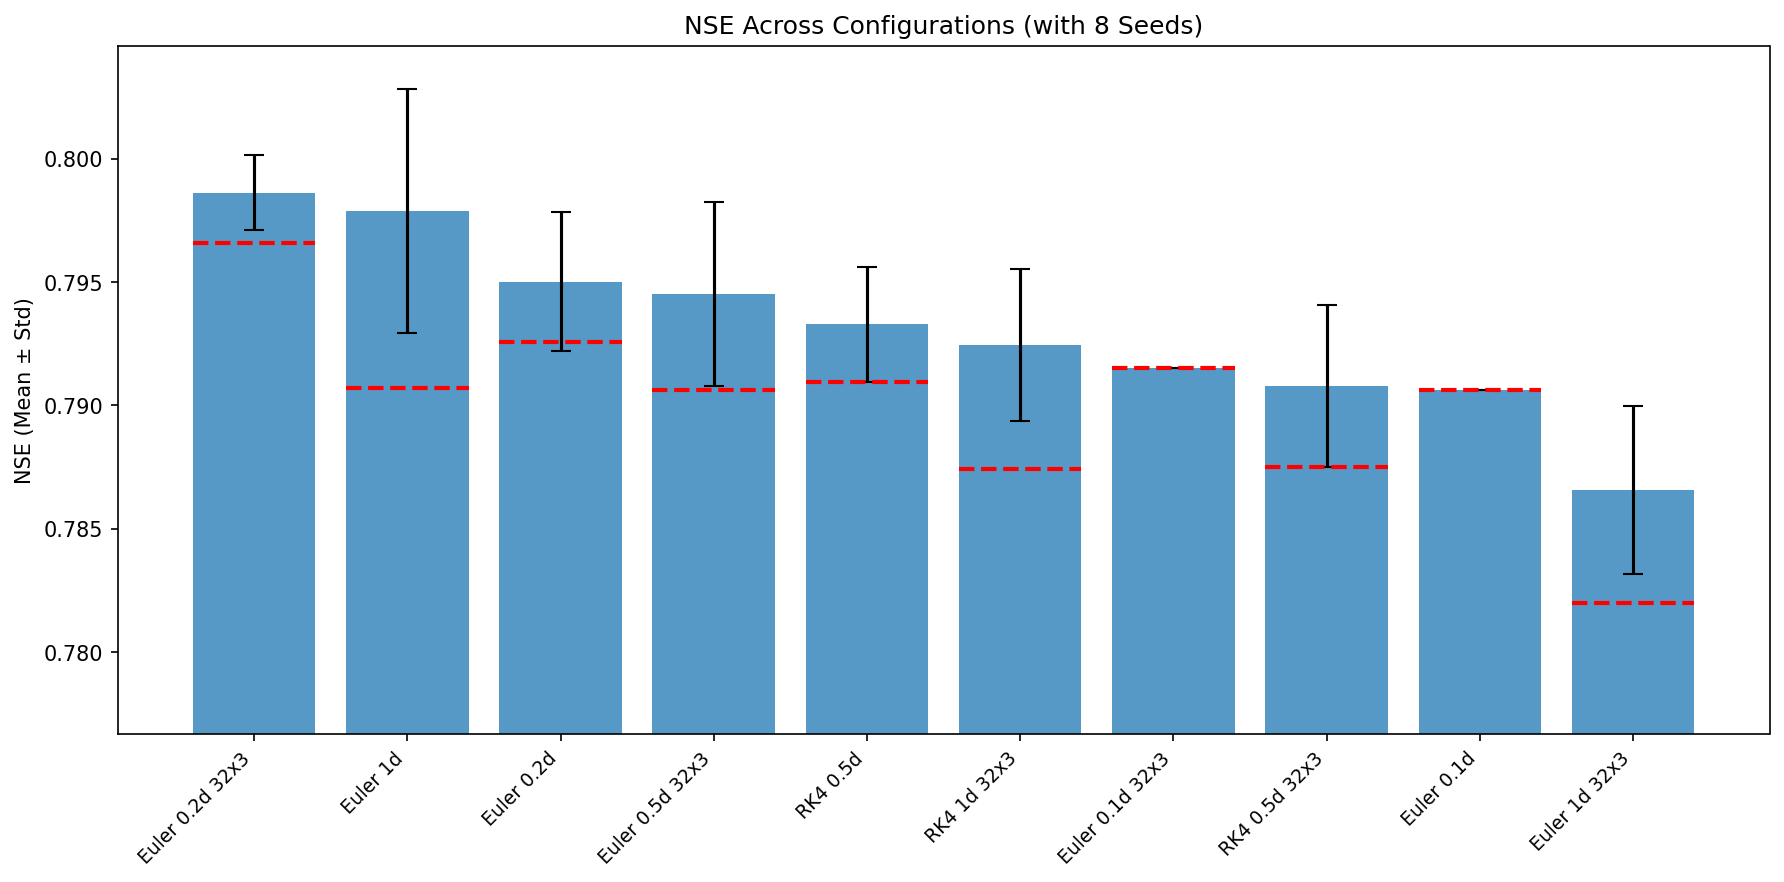 NSE Across Configurations (with 8 Seeds)
NSE (Mean ± Std)
0.800
0.795
0.790
0.785
0.780
Euler 0.2d 32x3
Euler 1d
Euler 0.2d
Euler 0.5d 32x3
RK4 0.5d
RK4 1d 32x3
Euler 0.1d 32x3
RK4 0.5d 32x3
Euler 0.1d
Euler 1d 32x3